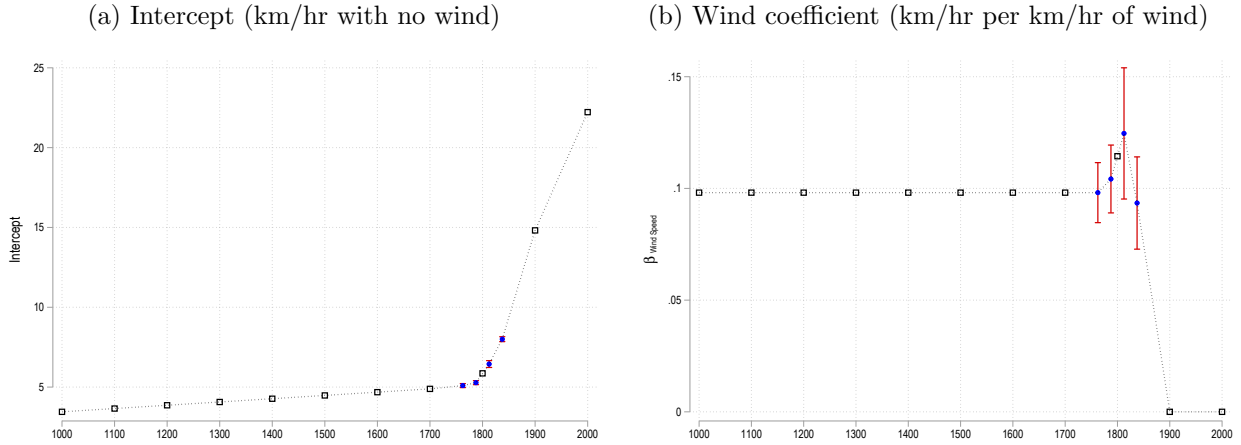 (a) Intercept (km/hr with no wind)
25
20
15
10
5
Intercept
1000 1100 1200 1300 1400 1500 1600 1700 1800 1900 2000
(b) Wind coefficient (km/hr per km/hr of wind)
.15
.1
.05
0
β Wind Speed
1000 1100 1200 1300 1400 1500 1600 1700 1800 1900 2000